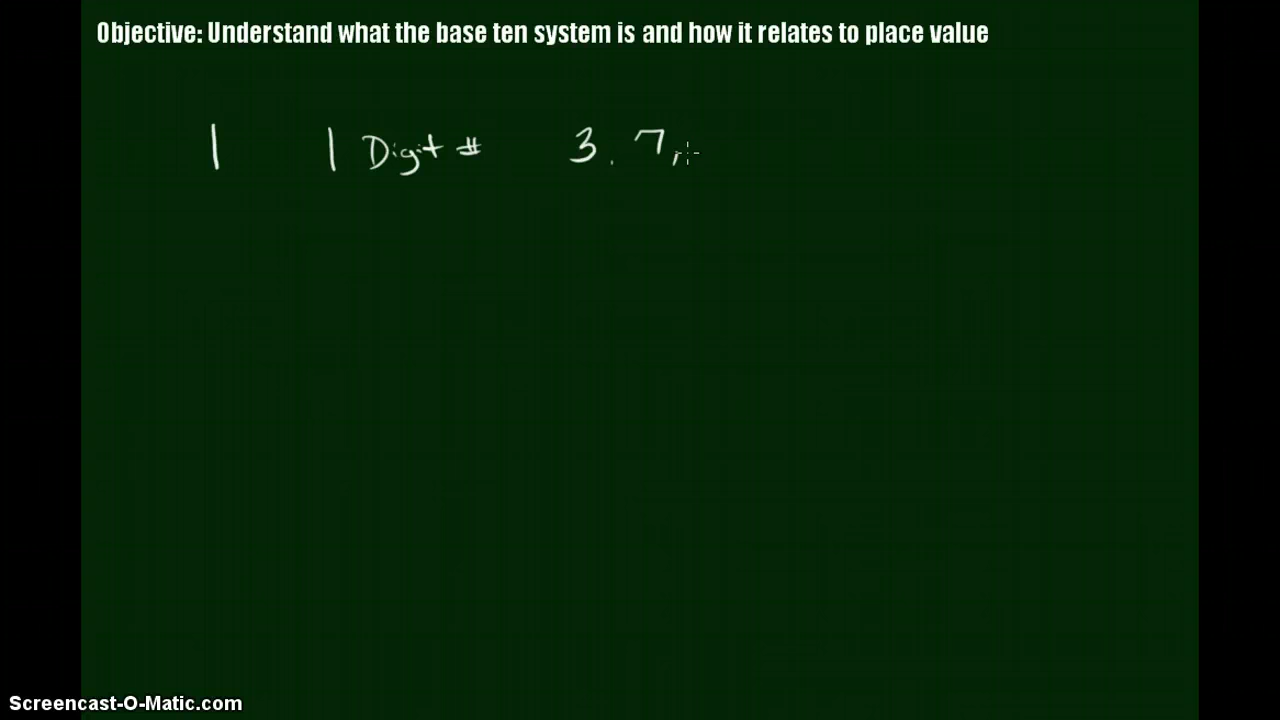 Objective: Understand what the base ten system is and how it relates to place value
1 1 Digit # 3. 7,
Screencast-O-Matic.com